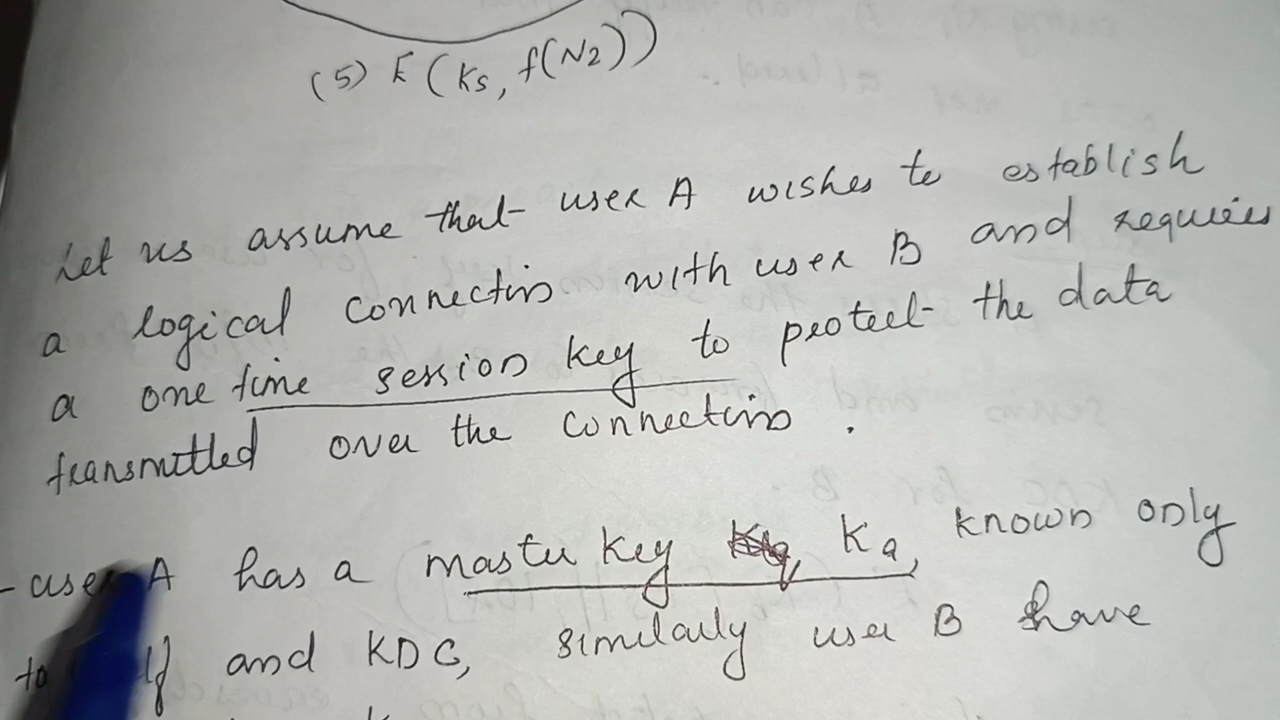 (5) E(Ks, f(N2))
Let us assume that user A wishes to establish
a logical connection with user B and requires
a one time session key to protect the data
transmitted over the connection.
- user A has a master key Ka, known only
to and KDC, similarly user B have